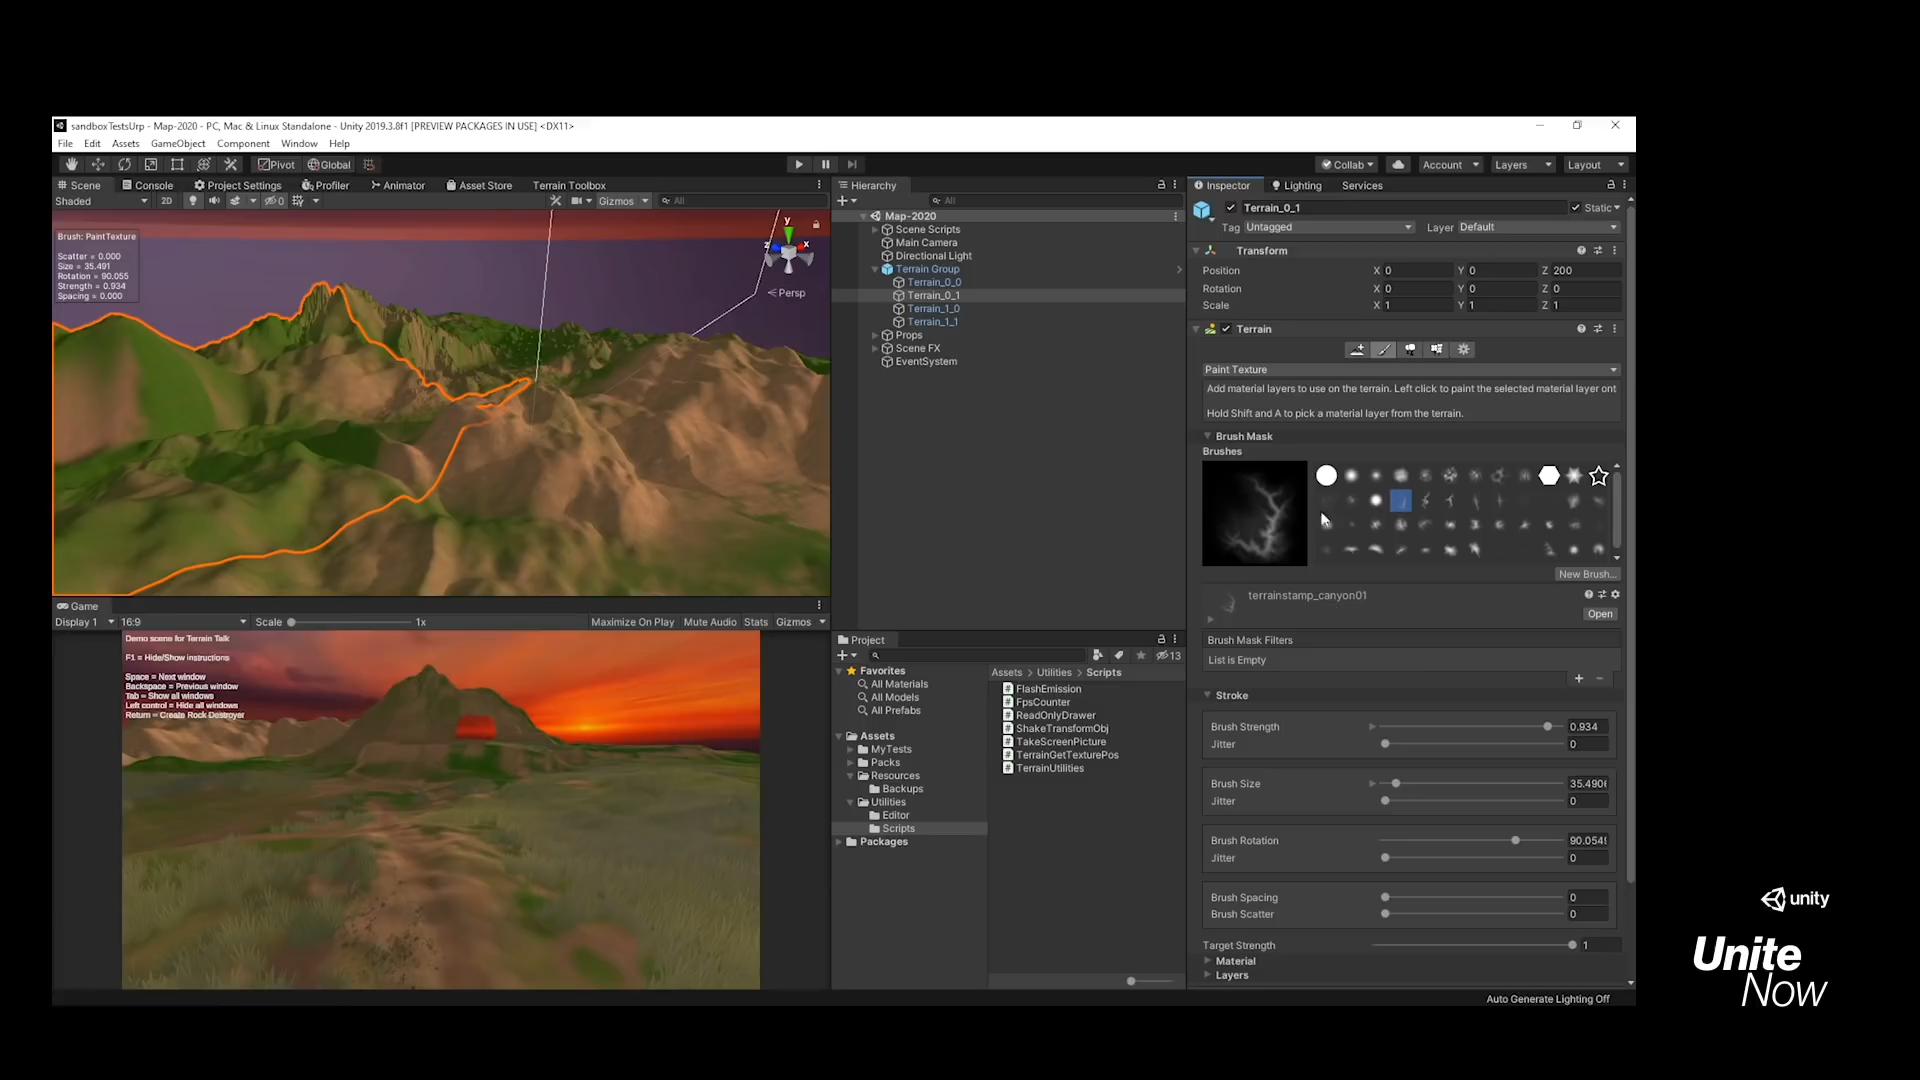 sandboxTestsUrp - Map-2020 - PC, Mac & Linux Standalone - Unity 2019.3.8f1 [PREVIEW PACKAGES IN USE] <DX11>
File Edit Assets GameObject Component Window Help
Pivot Global
Collab Account Layers Layout
Scene Console Project Settings Profiler Animator Asset Store Terrain Toolbox
Shaded 2D 0 Gizmos All
Brush: PaintTexture
Scatter = 0.000
Size = 35.491
Rotation = 90.055
Strength = 0.934
Spacing = 0.000
y
z x
Persp
Game
Display 1 16:9 Scale 1x Maximize On Play Mute Audio Stats Gizmos
Demo scene for Terrain Talk
F1 = Hide/Show instructions
Space = Next window
Backspace = Previous window
Tab = Show all windows
Left control = Hide all windows
Return = Create Rock Destroyer
Hierarchy
All
Map-2020
Scene Scripts
Main Camera
Directional Light
Terrain Group
Terrain_0_0
Terrain_0_1
Terrain_1_0
Terrain_1_1
Props
Scene FX
EventSystem
Project
13
Favorites
All Materials
All Models
All Prefabs
Assets
MyTests
Packs
Resources
Backups
Utilities
Editor
Scripts
Packages
Assets > Utilities > Scripts
FlashEmission
FpsCounter
ReadOnlyDrawer
ShakeTransformObj
TakeScreenPicture
TerrainGetTexturePos
TerrainUtilities
Inspector Lighting Services
Terrain_0_1 Static
Tag Untagged Layer Default
Transform
Position X 0 Y 0 Z 200
Rotation X 0 Y 0 Z 0
Scale X 1 Y 1 Z 1
Terrain
Paint Texture
Add material layers to use on the terrain. Left click to paint the selected material layer ont
Hold Shift and A to pick a material layer from the terrain.
Brush Mask
Brushes
New Brush...
terrainstamp_canyon01
Open
Brush Mask Filters
List is Empty
Stroke
Brush Strength 0.934
Jitter 0
Brush Size 35.490
Jitter 0
Brush Rotation 90.054
Jitter 0
Brush Spacing 0
Brush Scatter 0
Target Strength 1
Material
Layers
Auto Generate Lighting Off
unity
Unite
Now